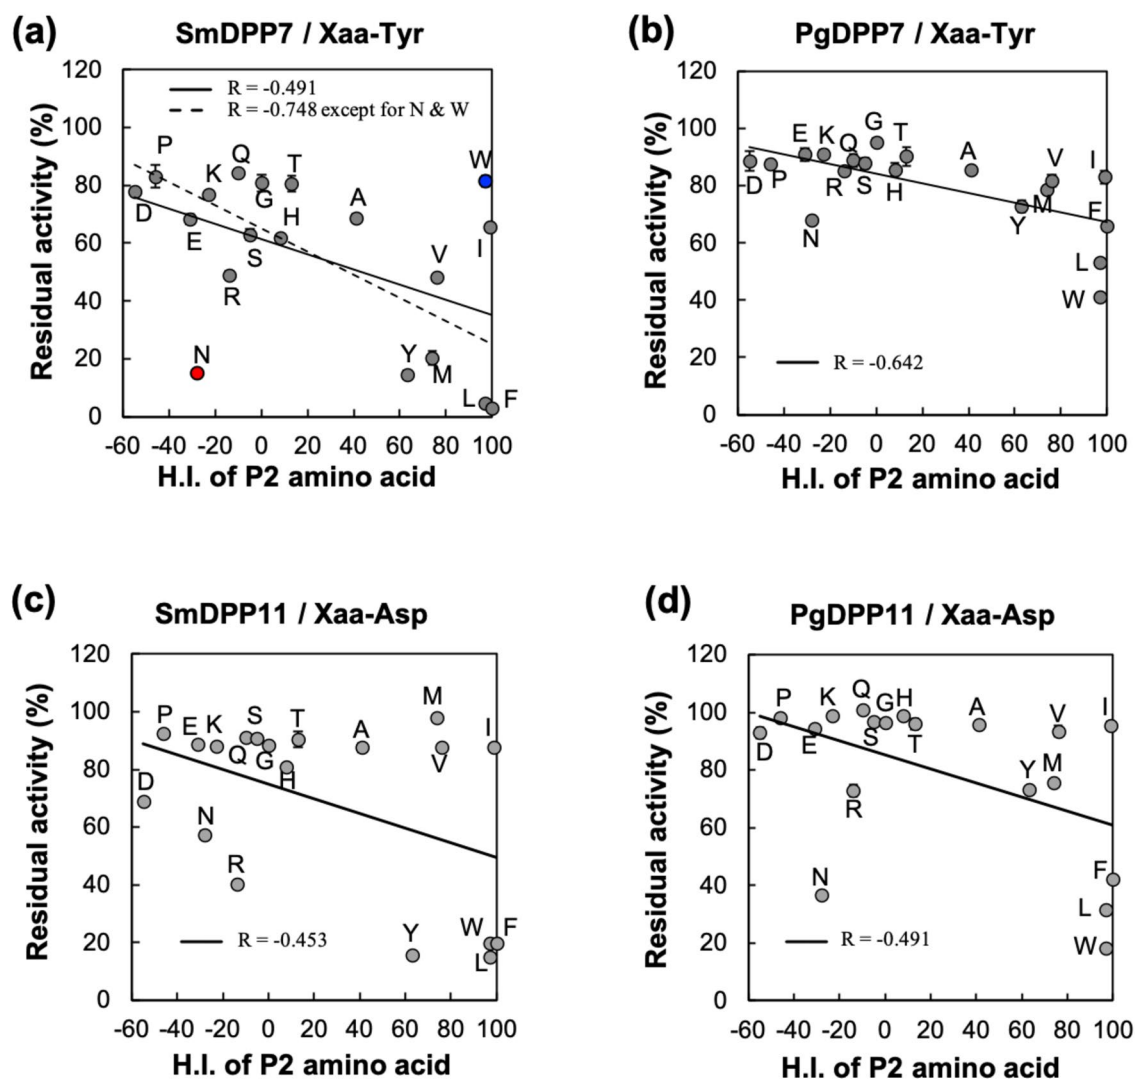 (a)
SmDPP7 / Xaa-Tyr
R = -0.491
R = -0.748 except for N & W
Residual activity (%)
120
100
80
60
40
20
0
P
D
K
E
Q
R
N
G
S
T
H
A
V
Y
M
W
I
L
F
-60 -40 -20 0 20 40 60 80 100
H.I. of P2 amino acid
(b)
PgDPP7 / Xaa-Tyr
Residual activity (%)
120
100
80
60
40
20
0
D
P
E
K
N
Q
R
S
G
H
T
A
Y
M
V
I
F
L
W
R = -0.642
-60 -40 -20 0 20 40 60 80 100
H.I. of P2 amino acid
(c)
SmDPP11 / Xaa-Asp
Residual activity (%)
120
100
80
60
40
20
0
P
D
E
K
N
R
Q
S
G
T
H
A
M
V
I
Y
W
F
L
R = -0.453
-60 -40 -20 0 20 40 60 80 100
H.I. of P2 amino acid
(d)
PgDPP11 / Xaa-Asp
Residual activity (%)
120
100
80
60
40
20
0
P
D
E
K
N
Q
R
S
G
H
T
A
Y
M
V
I
F
L
W
R = -0.491
-60 -40 -20 0 20 40 60 80 100
H.I. of P2 amino acid